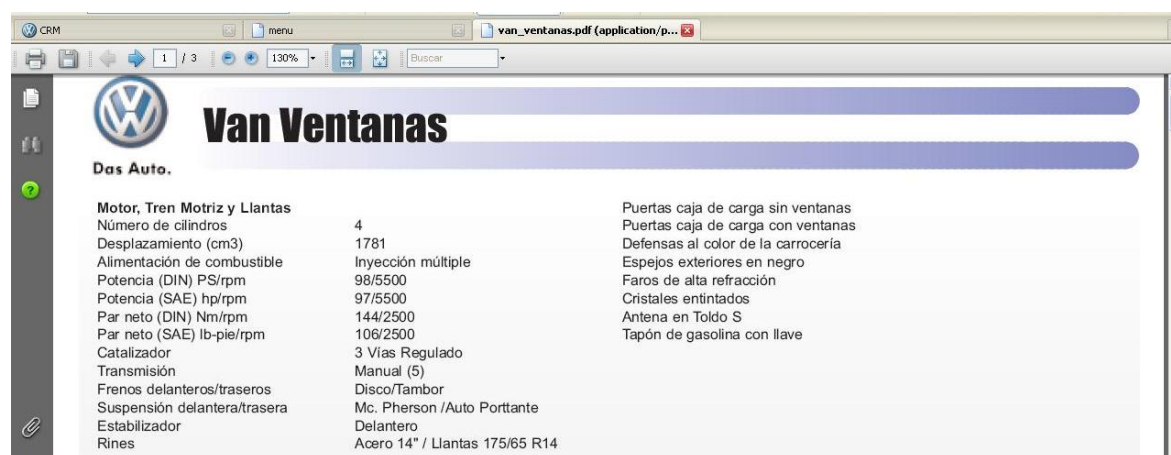 CRM
menu
van_ventanas.pdf (application/p...
1 / 3
130%
Buscar
Van Ventanas
Das Auto.
Motor, Tren Motriz y Llantas
Número de cilindros 4
Desplazamiento (cm3) 1781
Alimentación de combustible Inyección múltiple
Potencia (DIN) PS/rpm 98/5500
Potencia (SAE) hp/rpm 97/5500
Par neto (DIN) Nm/rpm 144/2500
Par neto (SAE) lb-pie/rpm 106/2500
Catalizador 3 Vías Regulado
Transmisión Manual (5)
Frenos delanteros/traseros Disco/Tambor
Suspensión delantera/trasera Mc. Pherson /Auto Porttante
Estabilizador Delantero
Rines Acero 14" / Llantas 175/65 R14
Puertas caja de carga sin ventanas
Puertas caja de carga con ventanas
Defensas al color de la carrocería
Espejos exteriores en negro
Faros de alta refracción
Cristales entintados
Antena en Toldo S
Tapón de gasolina con llave